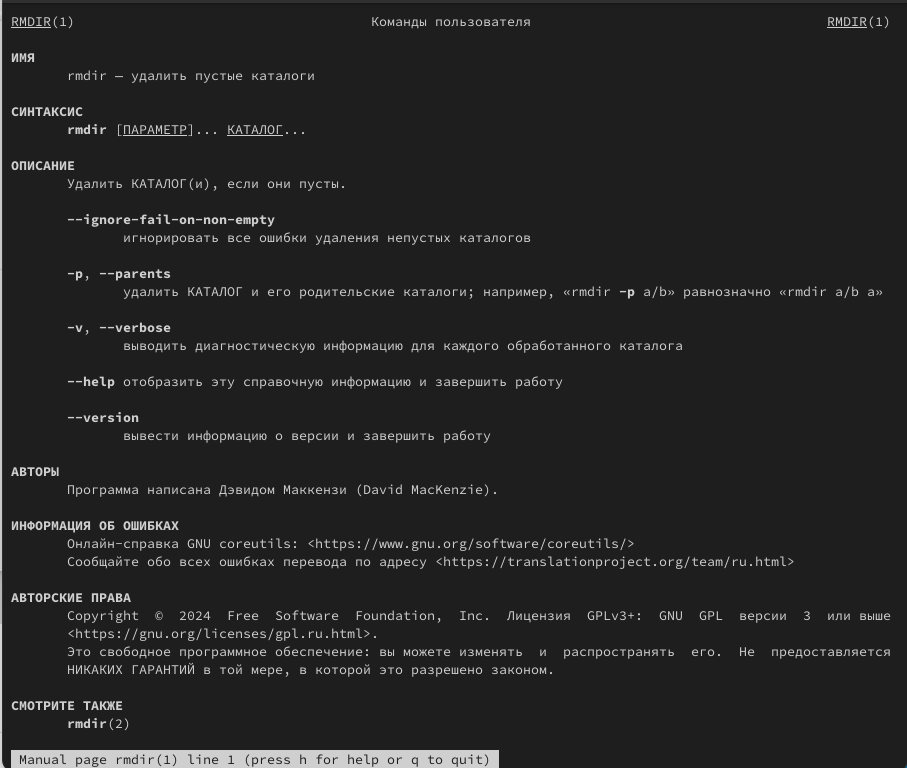 RMDIR(1) Команды пользователя RMDIR(1)
ИМЯ
rmdir — удалить пустые каталоги
СИНТАКСИС
rmdir [ПАРАМЕТР]... КАТАЛОГ...
ОПИСАНИЕ
Удалить КАТАЛОГ(и), если они пусты.
--ignore-fail-on-non-empty
игнорировать все ошибки удаления непустых каталогов
-p, --parents
удалить КАТАЛОГ и его родительские каталоги; например, «rmdir -p a/b» равнозначно «rmdir a/b a»
-v, --verbose
выводить диагностическую информацию для каждого обработанного каталога
--help отобразить эту справочную информацию и завершить работу
--version
вывести информацию о версии и завершить работу
АВТОРЫ
Программа написана Дэвидом Маккензи (David MacKenzie).
ИНФОРМАЦИЯ ОБ ОШИБКАХ
Онлайн-справка GNU coreutils: <https://www.gnu.org/software/coreutils/>
Сообщайте обо всех ошибках перевода по адресу <https://translationproject.org/team/ru.html>
АВТОРСКИЕ ПРАВА
Copyright © 2024 Free Software Foundation, Inc. Лицензия GPLv3+: GNU GPL версии 3 или выше
<https://gnu.org/licenses/gpl.ru.html>.
Это свободное программное обеспечение: вы можете изменять и распространять его. Не предоставляется
НИКАКИХ ГАРАНТИЙ в той мере, в которой это разрешено законом.
СМОТРИТЕ ТАКЖЕ
rmdir(2)
Manual page rmdir(1) line 1 (press h for help or q to quit)